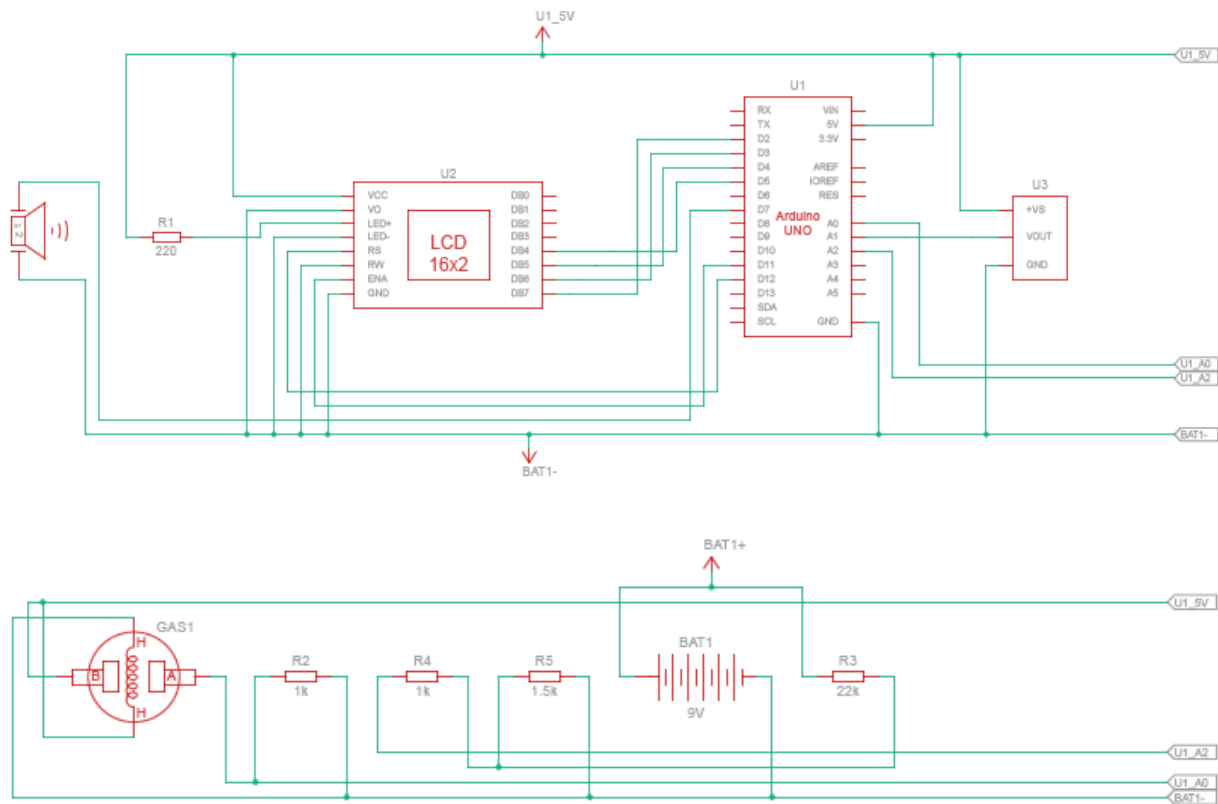 U1_5V
U1_5V
U1
RX
TX
D2
D3
D4
D5
D6
D7
D8
D9
D10
D11
D12
D13
SDA
SCL
VIN
5V
3.3V
AREF
IOREF
RES
A0
A1
A2
A3
A4
A5
GND
Arduino
UNO
U3
+VS
VOUT
GND
U2
VCC
VO
LED+
LED-
RS
RW
ENA
GND
DB0
DB1
DB2
DB3
DB4
DB5
DB6
DB7
LCD
16x2
R1
220
U1_A0
U1_A2
BAT1-
BAT1-
BAT1+
U1_5V
GAS1
H
B
A
H
R2
1k
R4
1k
R5
1.5k
BAT1
9V
R3
22k
U1_A2
U1_A0
BAT1-